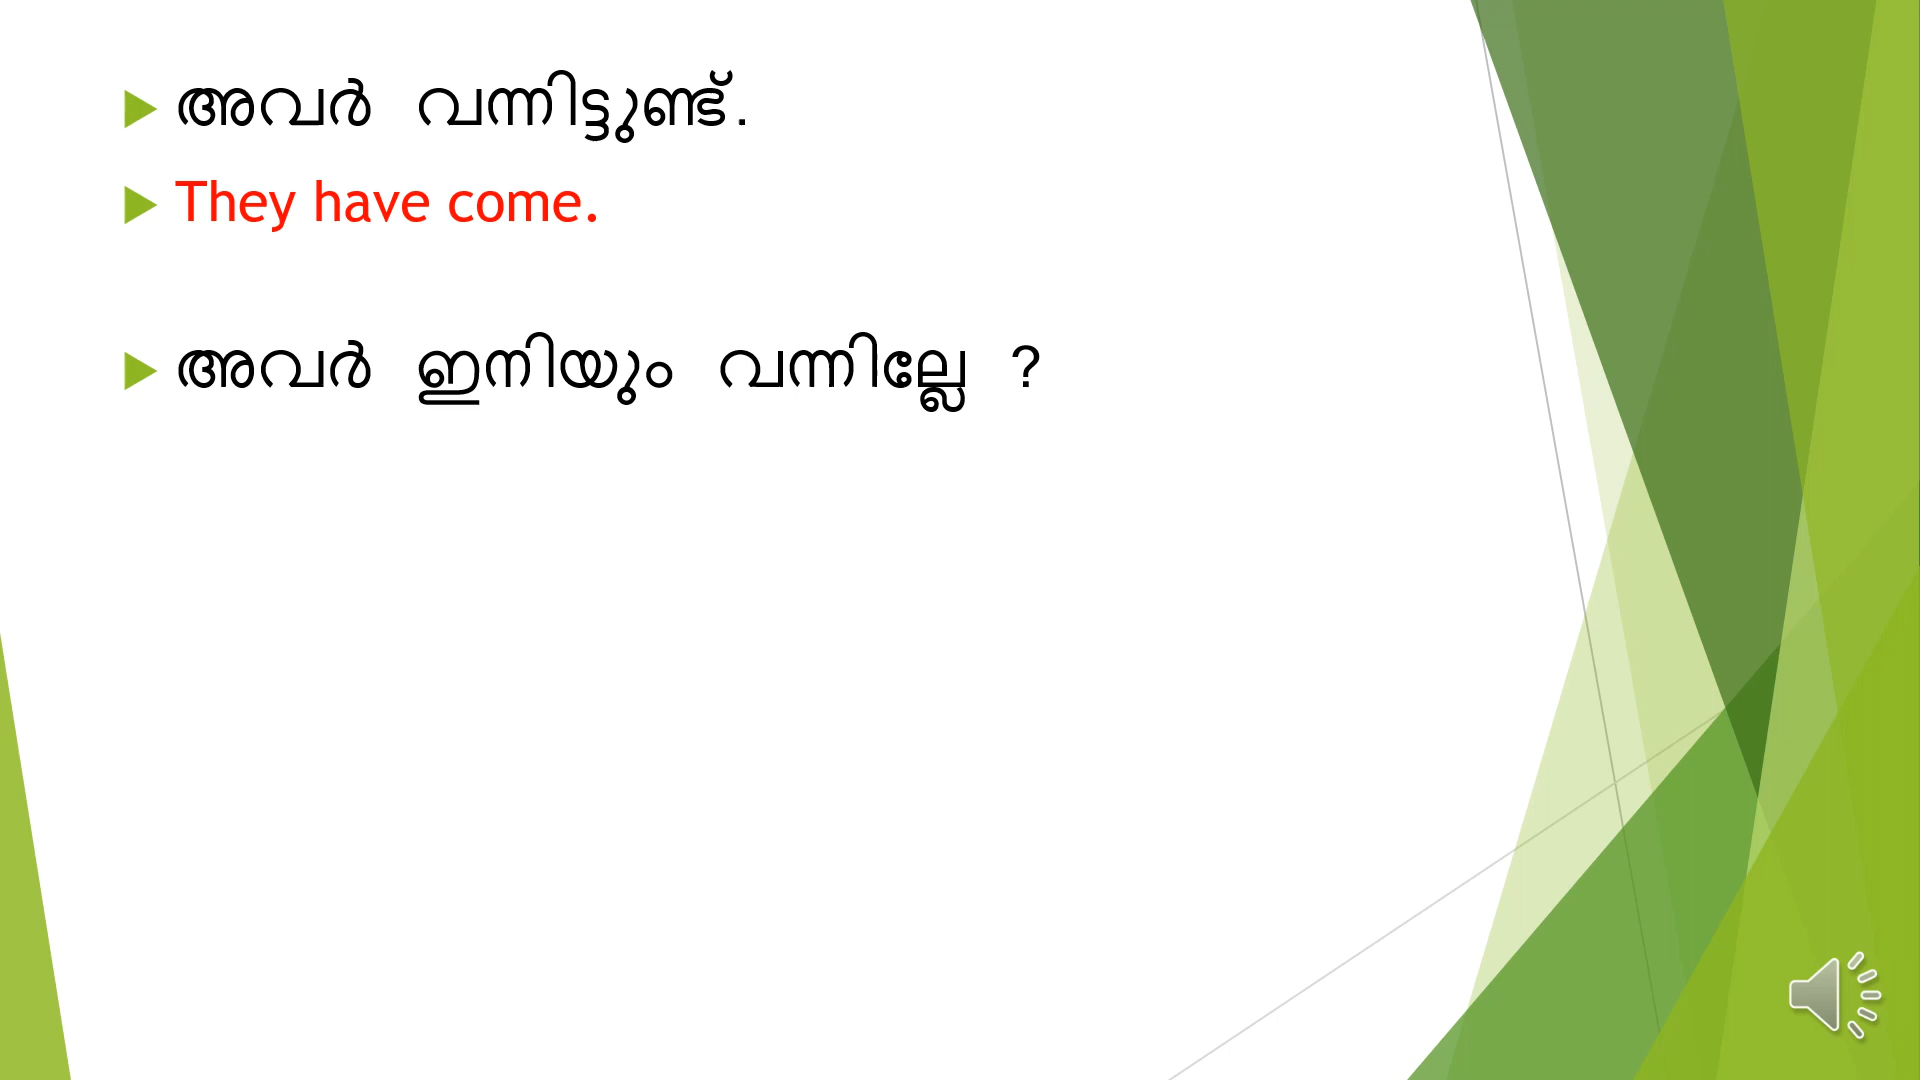 അവർ വന്നിട്ടുണ്ട്.
They have come.
അവർ ഇനിയും വന്നില്ലേ ?